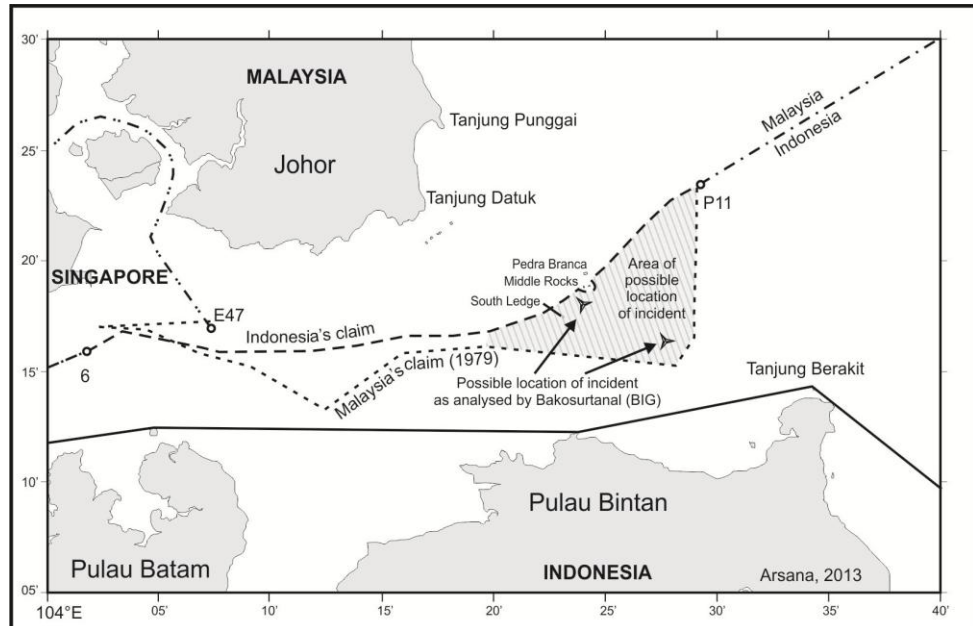 30'
MALAYSIA
Tanjung Punggai
Malaysia
Indonesia
25'
Johor
P11
Tanjung Datuk
20'
SINGAPORE
Pedra Branca
Middle Rocks
South Ledge
Area of
possible
location
of
incident
E47
Indonesia's claim
6
Malaysia's claim (1979)
15'
Possible location of incident
as analysed by Bakosurtanal (BIG)
Tanjung Berakit
10'
Pulau Bintan
Pulau Batam
INDONESIA
Arsana, 2013
05'
104°E
05'
10'
15'
20'
25'
30'
35'
40'